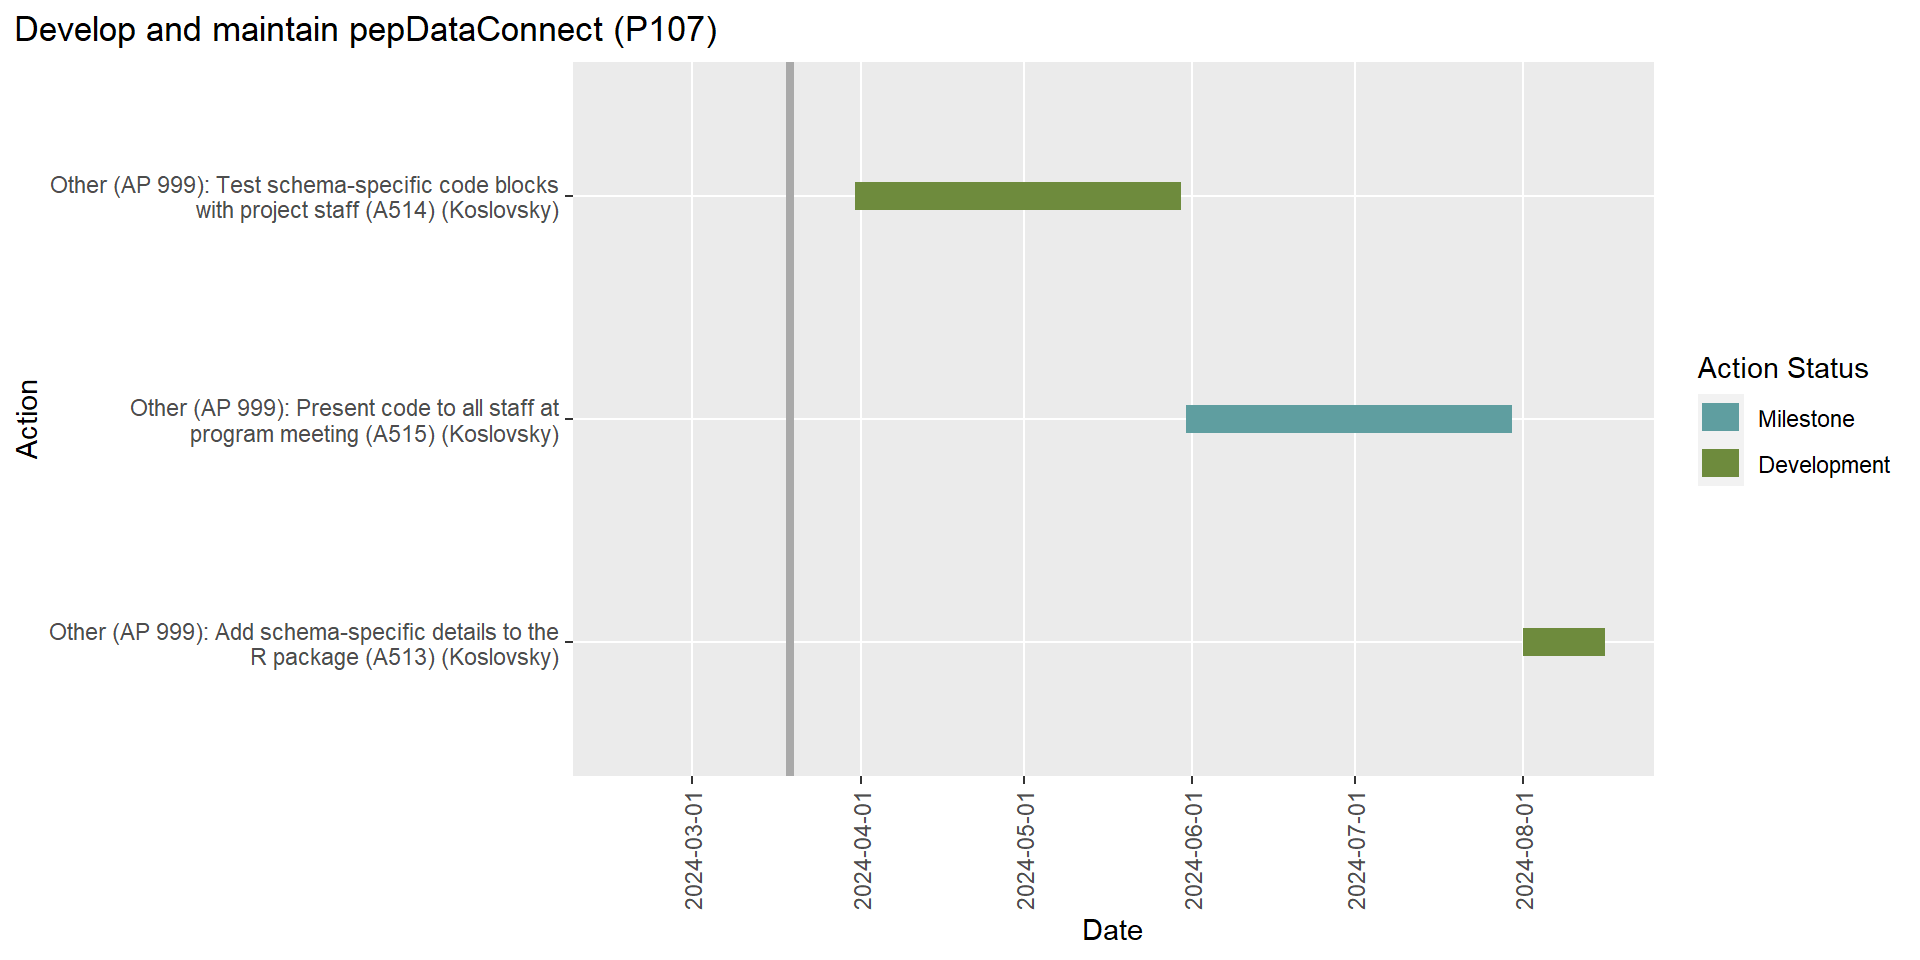 Develop and maintain pepDataConnect (P107)
Other (AP 999): Test schema-specific code blocks
with project staff (A514) (Koslovsky)
Other (AP 999): Present code to all staff at
program meeting (A515) (Koslovsky)
Other (AP 999): Add schema-specific details to the
R package (A513) (Koslovsky)
Action
2024-03-01
2024-04-01
2024-05-01
2024-06-01
2024-07-01
2024-08-01
Date
Action Status
Milestone
Development